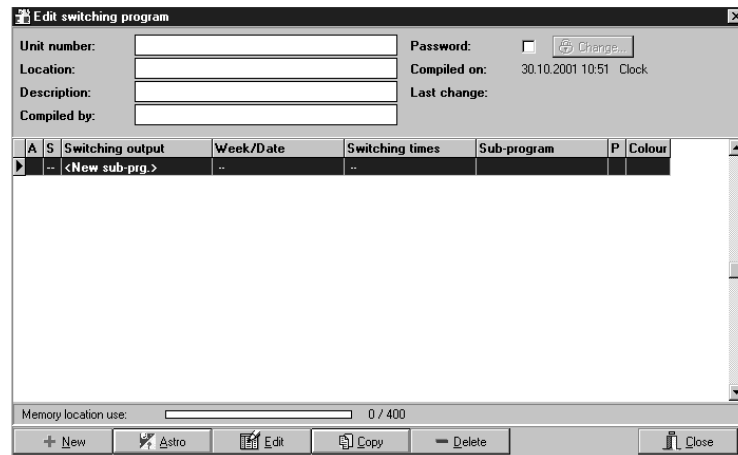 Edit switching program
Unit number: Password: Change...
Location: Compiled on: 30.10.2001 10:51 Clock
Description: Last change:
Compiled by:
A S Switching output Week/Date Switching times Sub-program P Colour
-- <New sub-prg.> -- --
Memory location use: 0 / 400
New Astro Edit Copy Delete Close